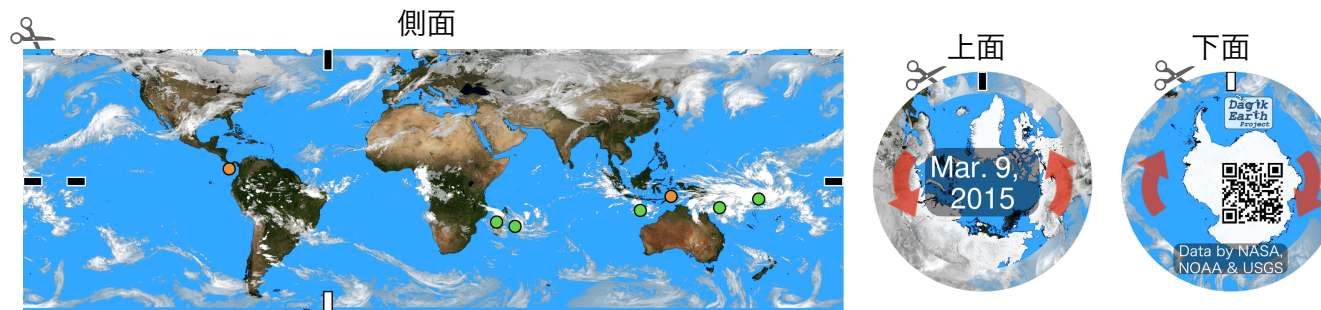 側面
上面
下面
Mar. 9,
2015
Dagik
Earth
Project
Data by NASA,
NOAA & USGS